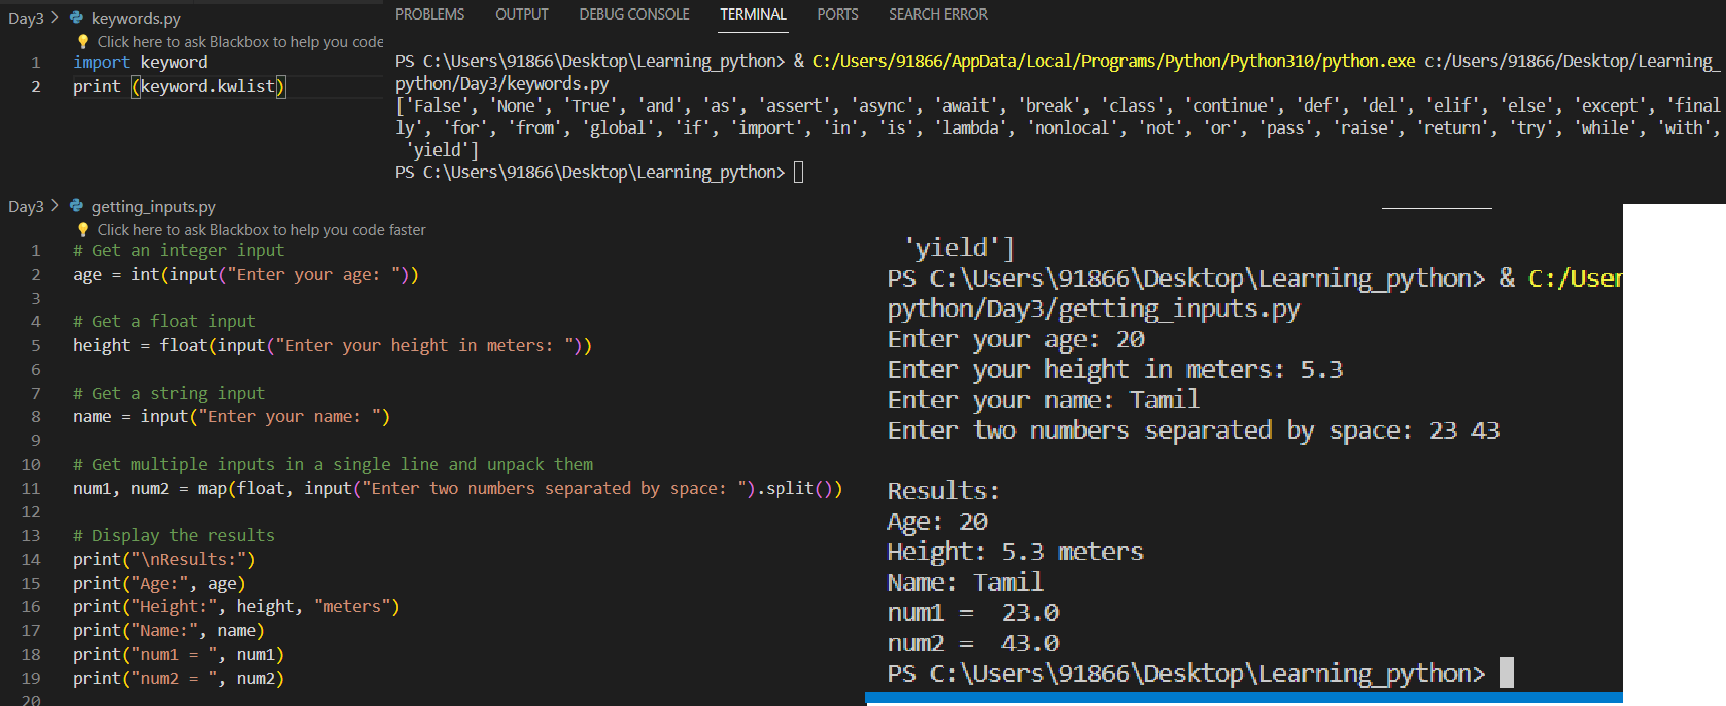 Day3 > keywords.py
Click here to ask Blackbox to help you code
1 import keyword
2 print (keyword.kwlist)
PROBLEMS OUTPUT DEBUG CONSOLE TERMINAL PORTS SEARCH ERROR
PS C:\Users\91866\Desktop\Learning_python> & C:/Users/91866/AppData/Local/Programs/Python/Python310/python.exe c:/Users/91866/Desktop/Learning_
python/Day3/keywords.py
['False', 'None', 'True', 'and', 'as', 'assert', 'async', 'await', 'break', 'class', 'continue', 'def', 'del', 'elif', 'else', 'except', 'final
ly', 'for', 'from', 'global', 'if', 'import', 'in', 'is', 'lambda', 'nonlocal', 'not', 'or', 'pass', 'raise', 'return', 'try', 'while', 'with',
'yield']
PS C:\Users\91866\Desktop\Learning_python>
Day3 > getting_inputs.py
Click here to ask Blackbox to help you code faster
1 # Get an integer input
2 age = int(input("Enter your age: "))
3
4 # Get a float input
5 height = float(input("Enter your height in meters: "))
6
7 # Get a string input
8 name = input("Enter your name: ")
9
10 # Get multiple inputs in a single line and unpack them
11 num1, num2 = map(float, input("Enter two numbers separated by space: ").split())
12
13 # Display the results
14 print("\nResults:")
15 print("Age:", age)
16 print("Height:", height, "meters")
17 print("Name:", name)
18 print("num1 = ", num1)
19 print("num2 = ", num2)
20
'yield']
PS C:\Users\91866\Desktop\Learning_python> & C:/User
python/Day3/getting_inputs.py
Enter your age: 20
Enter your height in meters: 5.3
Enter your name: Tamil
Enter two numbers separated by space: 23 43
Results:
Age: 20
Height: 5.3 meters
Name: Tamil
num1 =  23.0
num2 =  43.0
PS C:\Users\91866\Desktop\Learning_python>